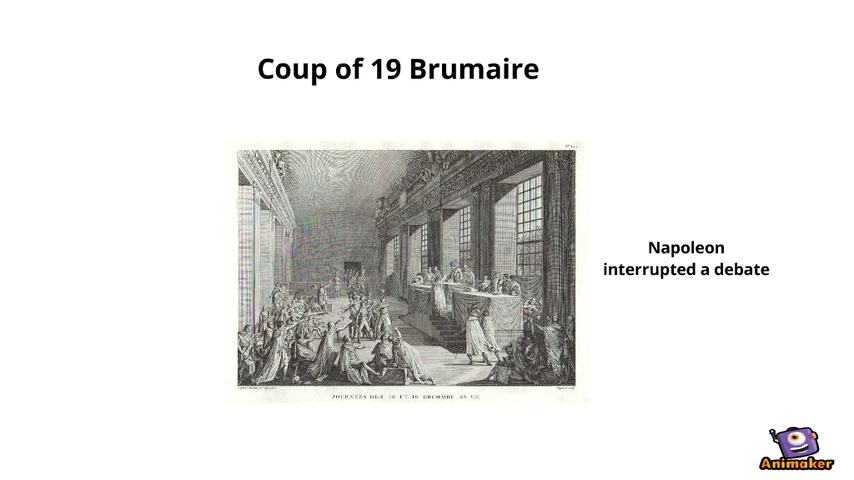 Coup of 19 Brumaire
Napoleon
interrupted a debate
JOURNÉES DES 18 ET 19 BRUMAIRE AN VIII
Animaker